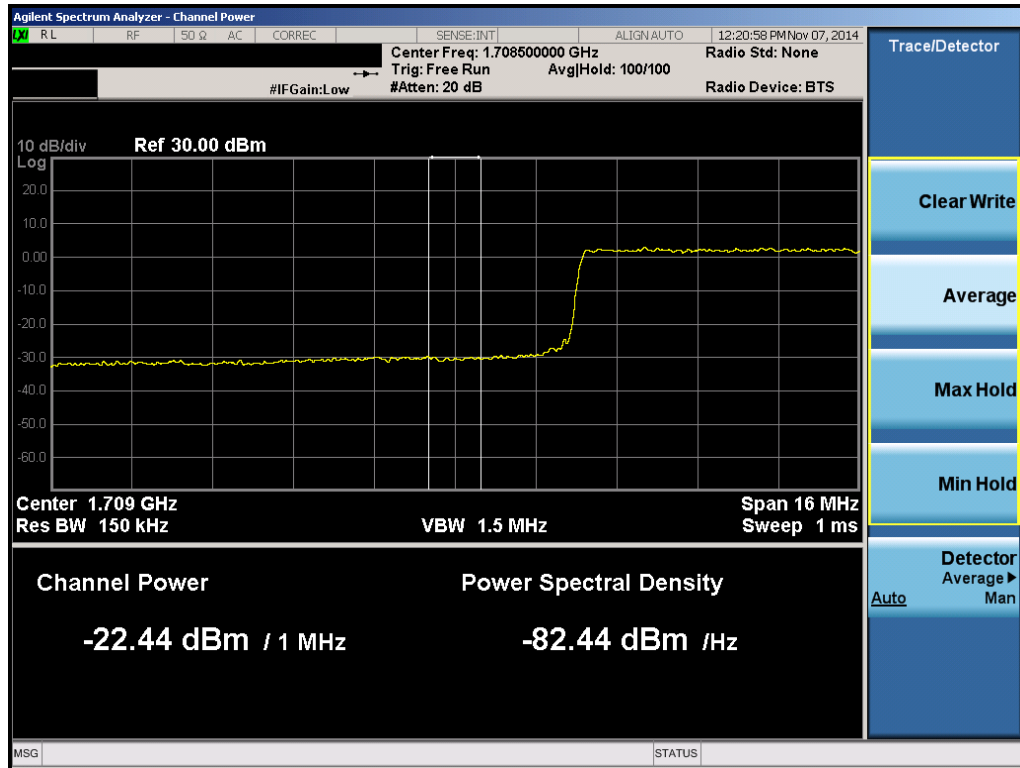 Agilent Spectrum Analyzer - Channel Power
LXI RL RF 50 Ω AC CORREC SENSE:INT ALIGN AUTO 12:20:58 PM Nov 07, 2014
Center Freq: 1.708500000 GHz Radio Std: None
Trig: Free Run Avg|Hold: 100/100
#IFGain:Low #Atten: 20 dB Radio Device: BTS
10 dB/div Ref 30.00 dBm
Log
20.0
10.0
0.00
-10.0
-20.0
-30.0
-40.0
-50.0
-60.0
Center 1.709 GHz Span 16 MHz
Res BW 150 kHz VBW 1.5 MHz Sweep 1 ms
Channel Power Power Spectral Density
-22.44 dBm / 1 MHz -82.44 dBm /Hz
MSG STATUS
Trace/Detector
Clear Write
Average
Max Hold
Min Hold
Detector
Average▶
Auto Man